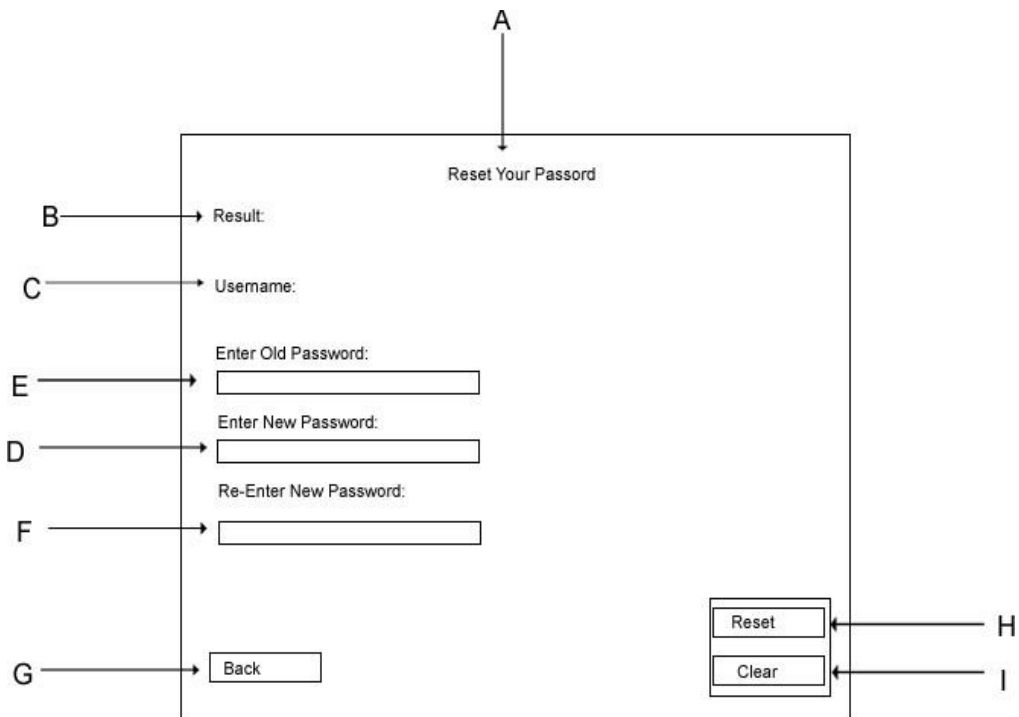 A
Reset Your Passord
B
Result:
C
Username:
Enter Old Password:
E
Enter New Password:
D
Re-Enter New Password:
F
Reset
H
G
Back
Clear
I